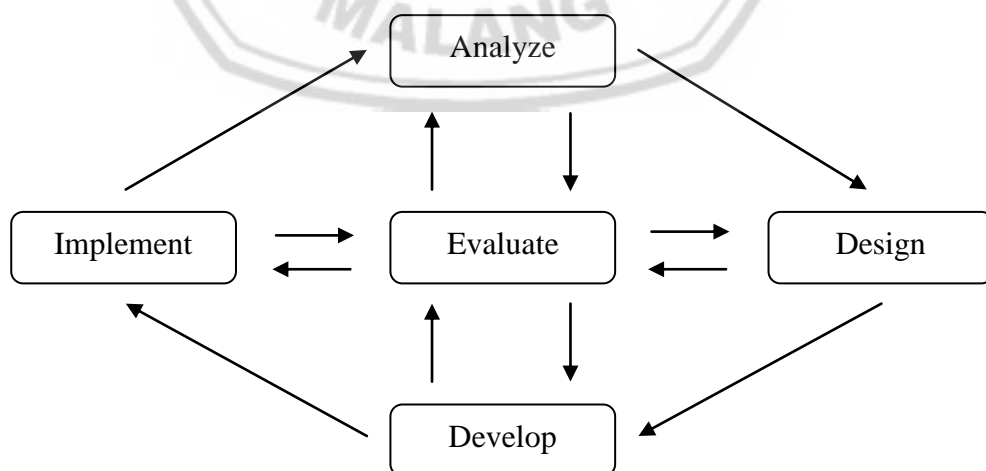 MALANG
Analyze
Implement
Evaluate
Design
Develop